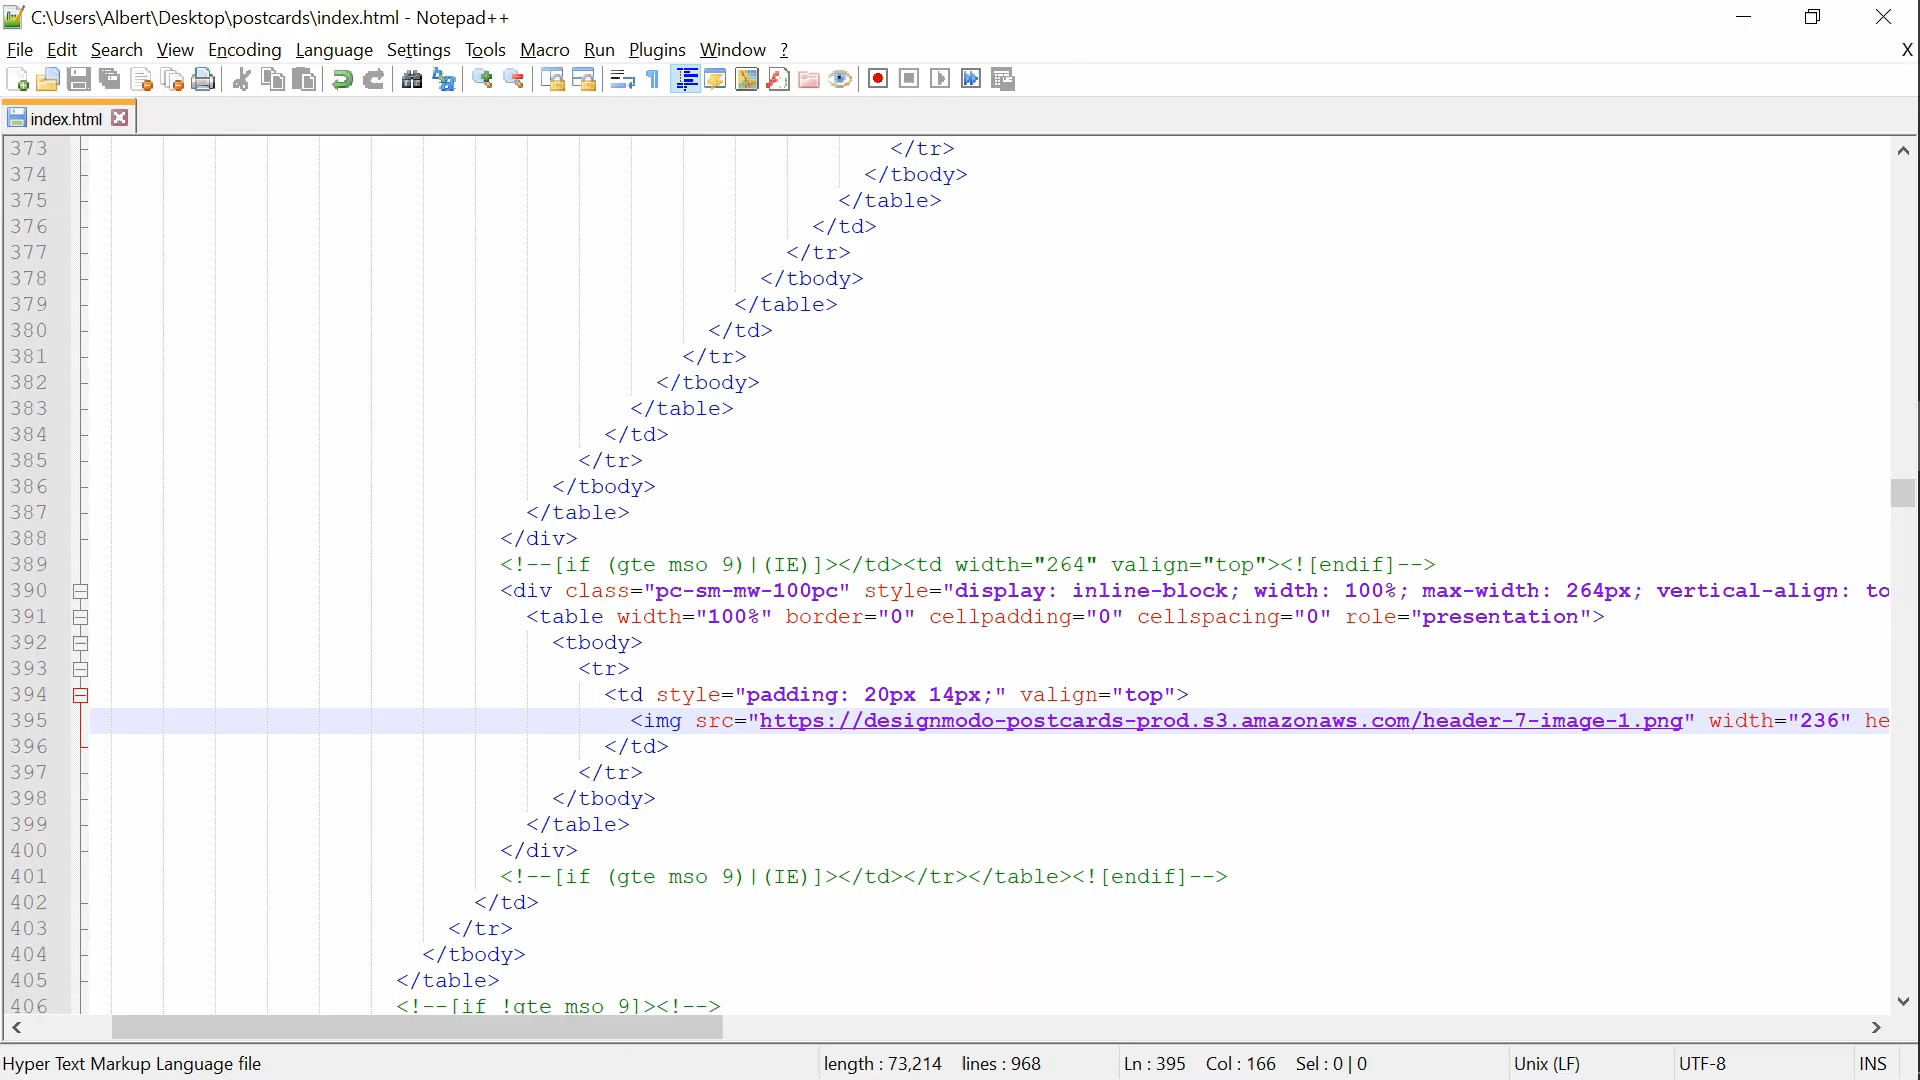 C:\Users\Albert\Desktop\postcards\index.html - Notepad++
File Edit Search View Encoding Language Settings Tools Macro Run Plugins Window ? X
index.html
373 </tr>
374 </tbody>
375 </table>
376 </td>
377 </tr>
378 </tbody>
379 </table>
380 </td>
381 </tr>
382 </tbody>
383 </table>
384 </td>
385 </tr>
386 </tbody>
387 </table>
388 </div>
389 <!--[if (gte mso 9)|(IE)]></td><td width="264" valign="top"><![endif]-->
390 <div class="pc-sm-mw-100pc" style="display: inline-block; width: 100%; max-width: 264px; vertical-align: to
391 <table width="100%" border="0" cellpadding="0" cellspacing="0" role="presentation">
392 <tbody>
393 <tr>
394 <td style="padding: 20px 14px;" valign="top">
395 <img src="https://designmodo-postcards-prod.s3.amazonaws.com/header-7-image-1.png" width="236" he
396 </td>
397 </tr>
398 </tbody>
399 </table>
400 </div>
401 <!--[if (gte mso 9)|(IE)]></td></tr></table><![endif]-->
402 </td>
403 </tr>
404 </tbody>
405 </table>
406 <!--[if !gte mso 9]><!-->
Hyper Text Markup Language file length : 73,214 lines : 968 Ln : 395 Col : 166 Sel : 0 | 0 Unix (LF) UTF-8 INS